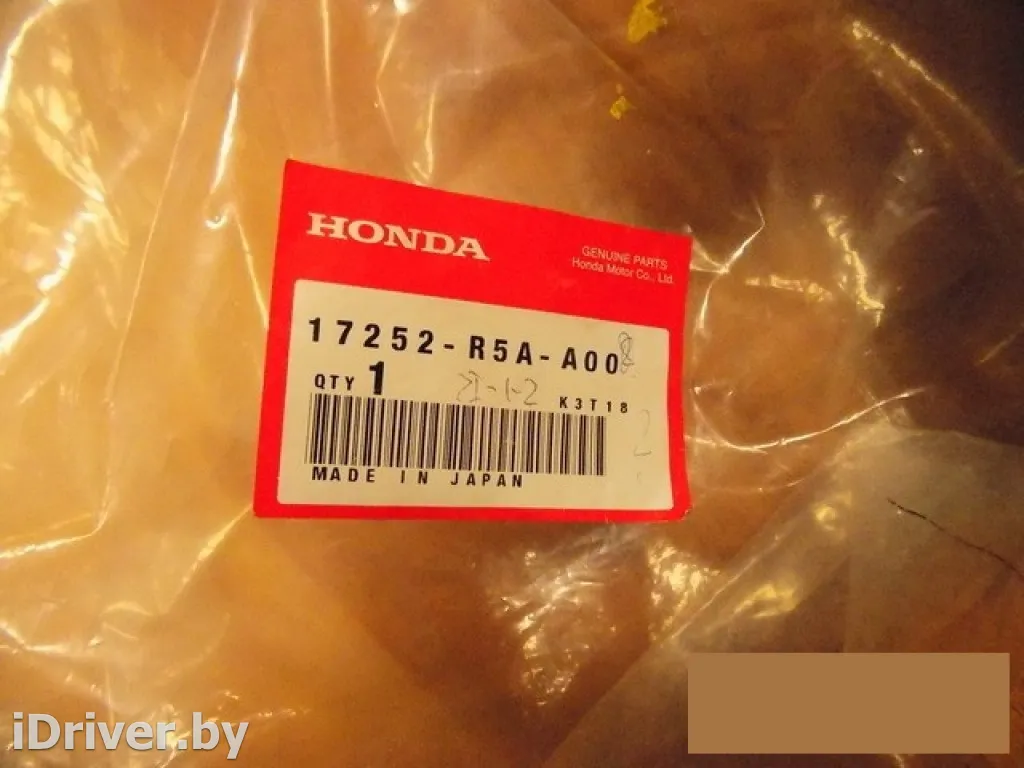 HONDA
GENUINE PARTS
Honda Motor Co., Ltd.
17252-R5A-A00
QTY 1
K3T18
MADE IN JAPAN
iDriver.by